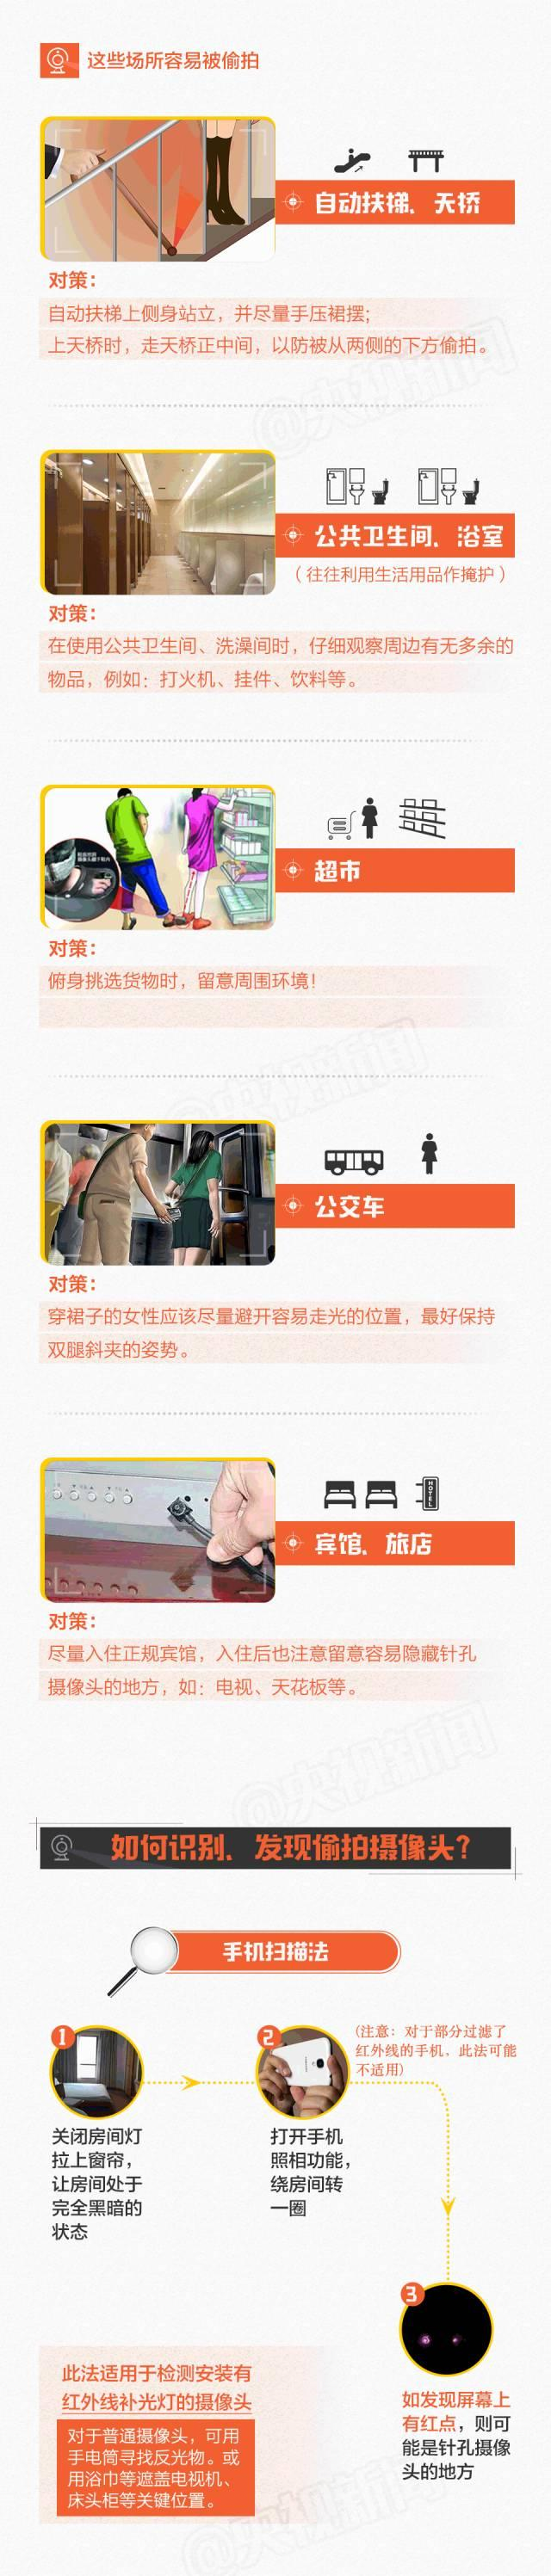 这些场所容易被偷拍
自动扶梯、天桥
对策：
自动扶梯上侧身站立，并尽量手压裙摆；
上天桥时，走天桥正中间，以防被从两侧的下方偷拍。
@央视新闻
公共卫生间、浴室
（往往利用生活用品作掩护）
对策：
在使用公共卫生间、洗澡间时，仔细观察周边有无多余的
物品，例如：打火机、挂件、饮料等。
超市
对策：
俯身挑选货物时，留意周围环境！
@央视新闻
公交车
对策：
穿裙子的女性应该尽量避开容易走光的位置，最好保持
双腿斜夹的姿势。
HOTEL
宾馆、旅店
对策：
尽量入住正规宾馆，入住后也注意留意容易隐藏针孔
摄像头的地方，如：电视、天花板等。
@央视新闻
如何识别、发现偷拍摄像头？
手机扫描法
1
关闭房间灯
拉上窗帘，
让房间处于
完全黑暗的
状态
2
打开手机
照相功能，
绕房间转
一圈
(注意：对于部分过滤了
红外线的手机，此法可能
不适用)
3
如发现屏幕上
有红点，则可
能是针孔摄像
头的地方
此法适用于检测安装有
红外线补光灯的摄像头
对于普通摄像头，可用
手电筒寻找反光物。或
用浴巾等遮盖电视机、
床头柜等关键位置。
@央视新闻